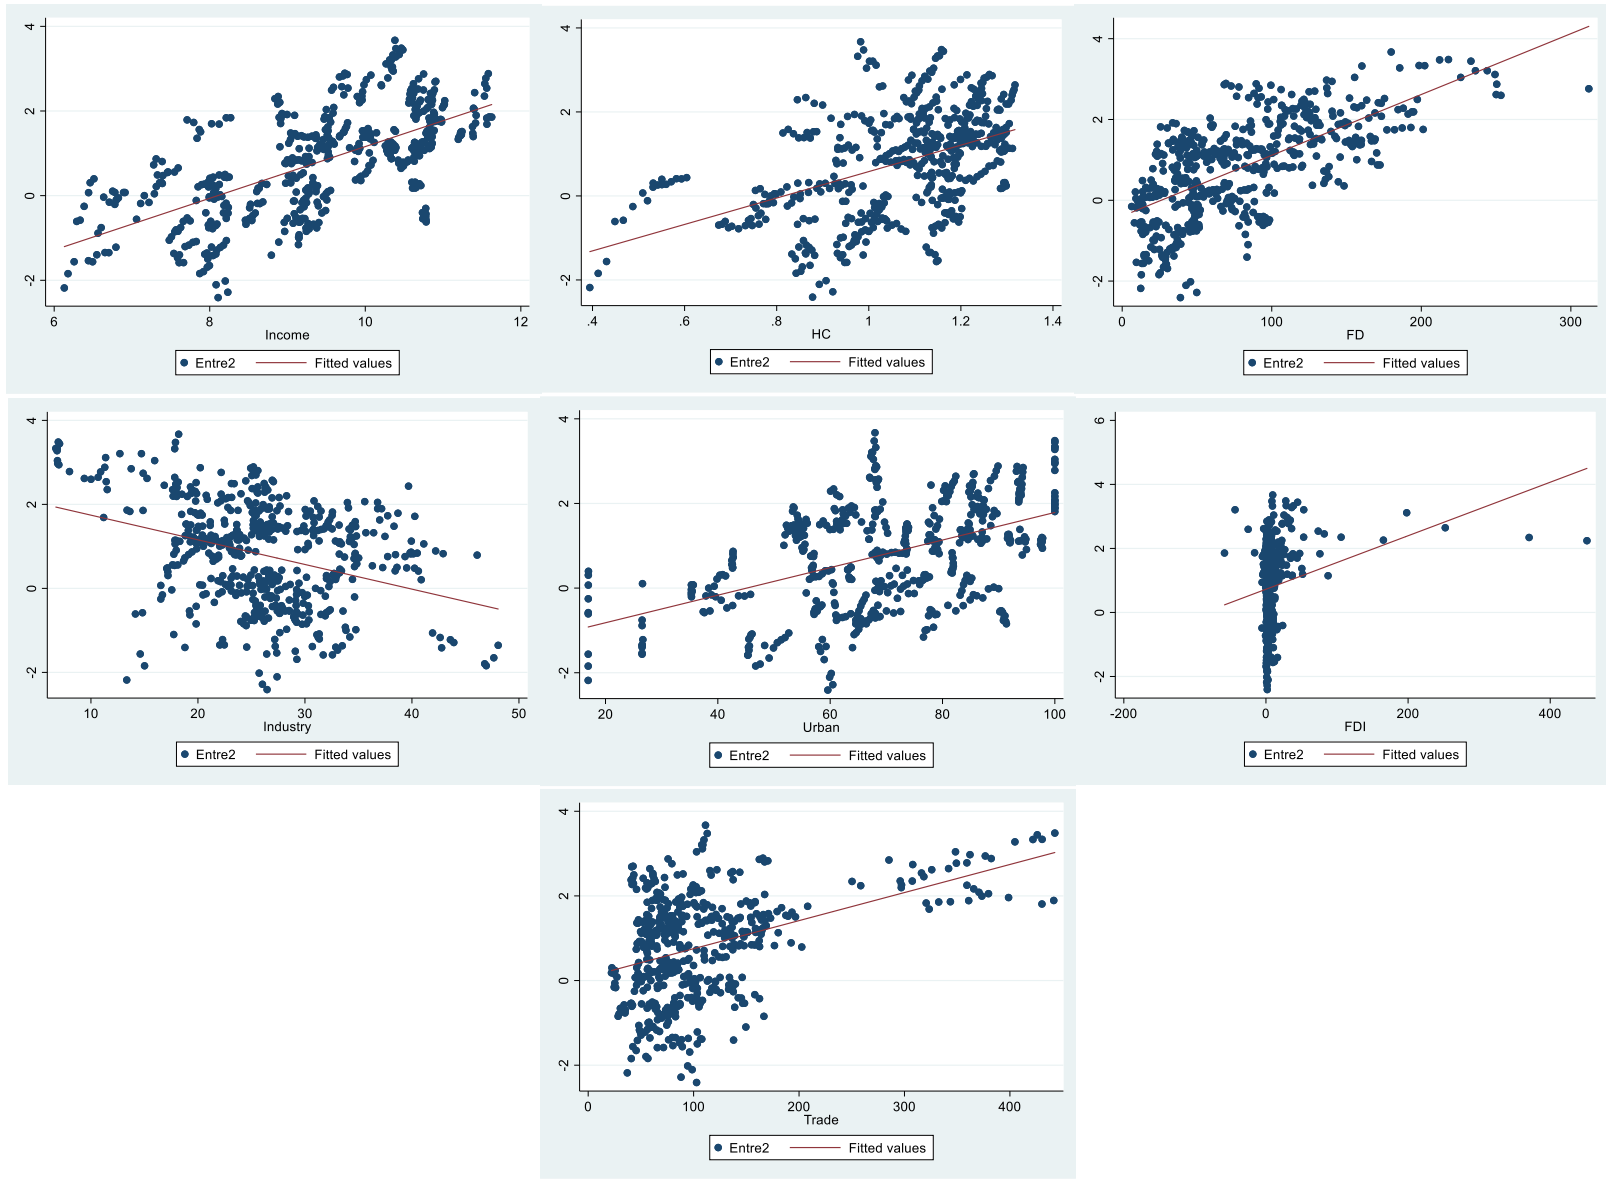 4
2
0
-2
6 8 10 12
Income
Entre2 Fitted values
4
2
0
-2
.4 .6 .8 1 1.2 1.4
HC
Entre2 Fitted values
4
2
0
-2
0 100 200 300
FD
Entre2 Fitted values
4
2
0
-2
10 20 30 40 50
Industry
Entre2 Fitted values
4
2
0
-2
20 40 60 80 100
Urban
Entre2 Fitted values
6
4
2
0
-2
-200 0 200 400
FDI
Entre2 Fitted values
4
2
0
-2
0 100 200 300 400
Trade
Entre2 Fitted values